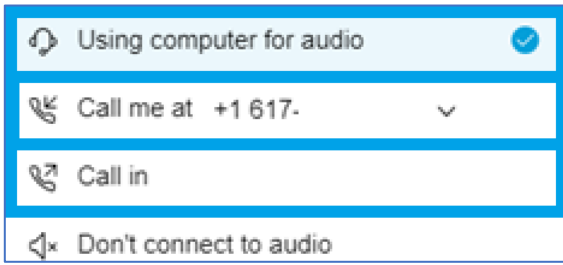 Using computer for audio
Call me at +1 617-
Call in
Don't connect to audio